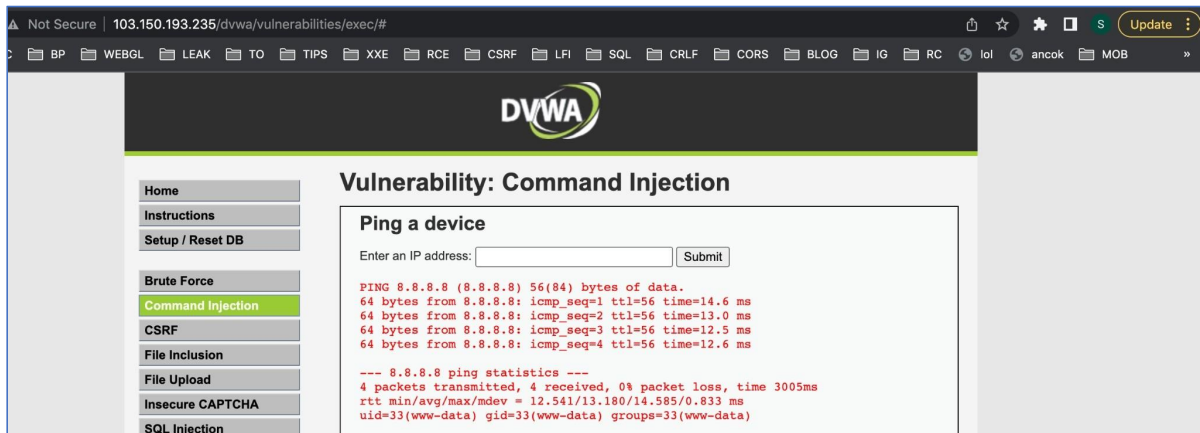 Not Secure | 103.150.193.235/dvwa/vulnerabilities/exec/#
S Update
BP WEBGL LEAK TO TIPS XXE RCE CSRF LFI SQL CRLF CORS BLOG IG RC lol ancok MOB »
DVWA
Vulnerability: Command Injection
Home
Instructions
Setup / Reset DB
Brute Force
Command Injection
CSRF
File Inclusion
File Upload
Insecure CAPTCHA
SQL Injection
Ping a device
Enter an IP address: Submit
PING 8.8.8.8 (8.8.8.8) 56(84) bytes of data.
64 bytes from 8.8.8.8: icmp_seq=1 ttl=56 time=14.6 ms
64 bytes from 8.8.8.8: icmp_seq=2 ttl=56 time=13.0 ms
64 bytes from 8.8.8.8: icmp_seq=3 ttl=56 time=12.5 ms
64 bytes from 8.8.8.8: icmp_seq=4 ttl=56 time=12.6 ms
--- 8.8.8.8 ping statistics ---
4 packets transmitted, 4 received, 0% packet loss, time 3005ms
rtt min/avg/max/mdev = 12.541/13.180/14.585/0.833 ms
uid=33(www-data) gid=33(www-data) groups=33(www-data)